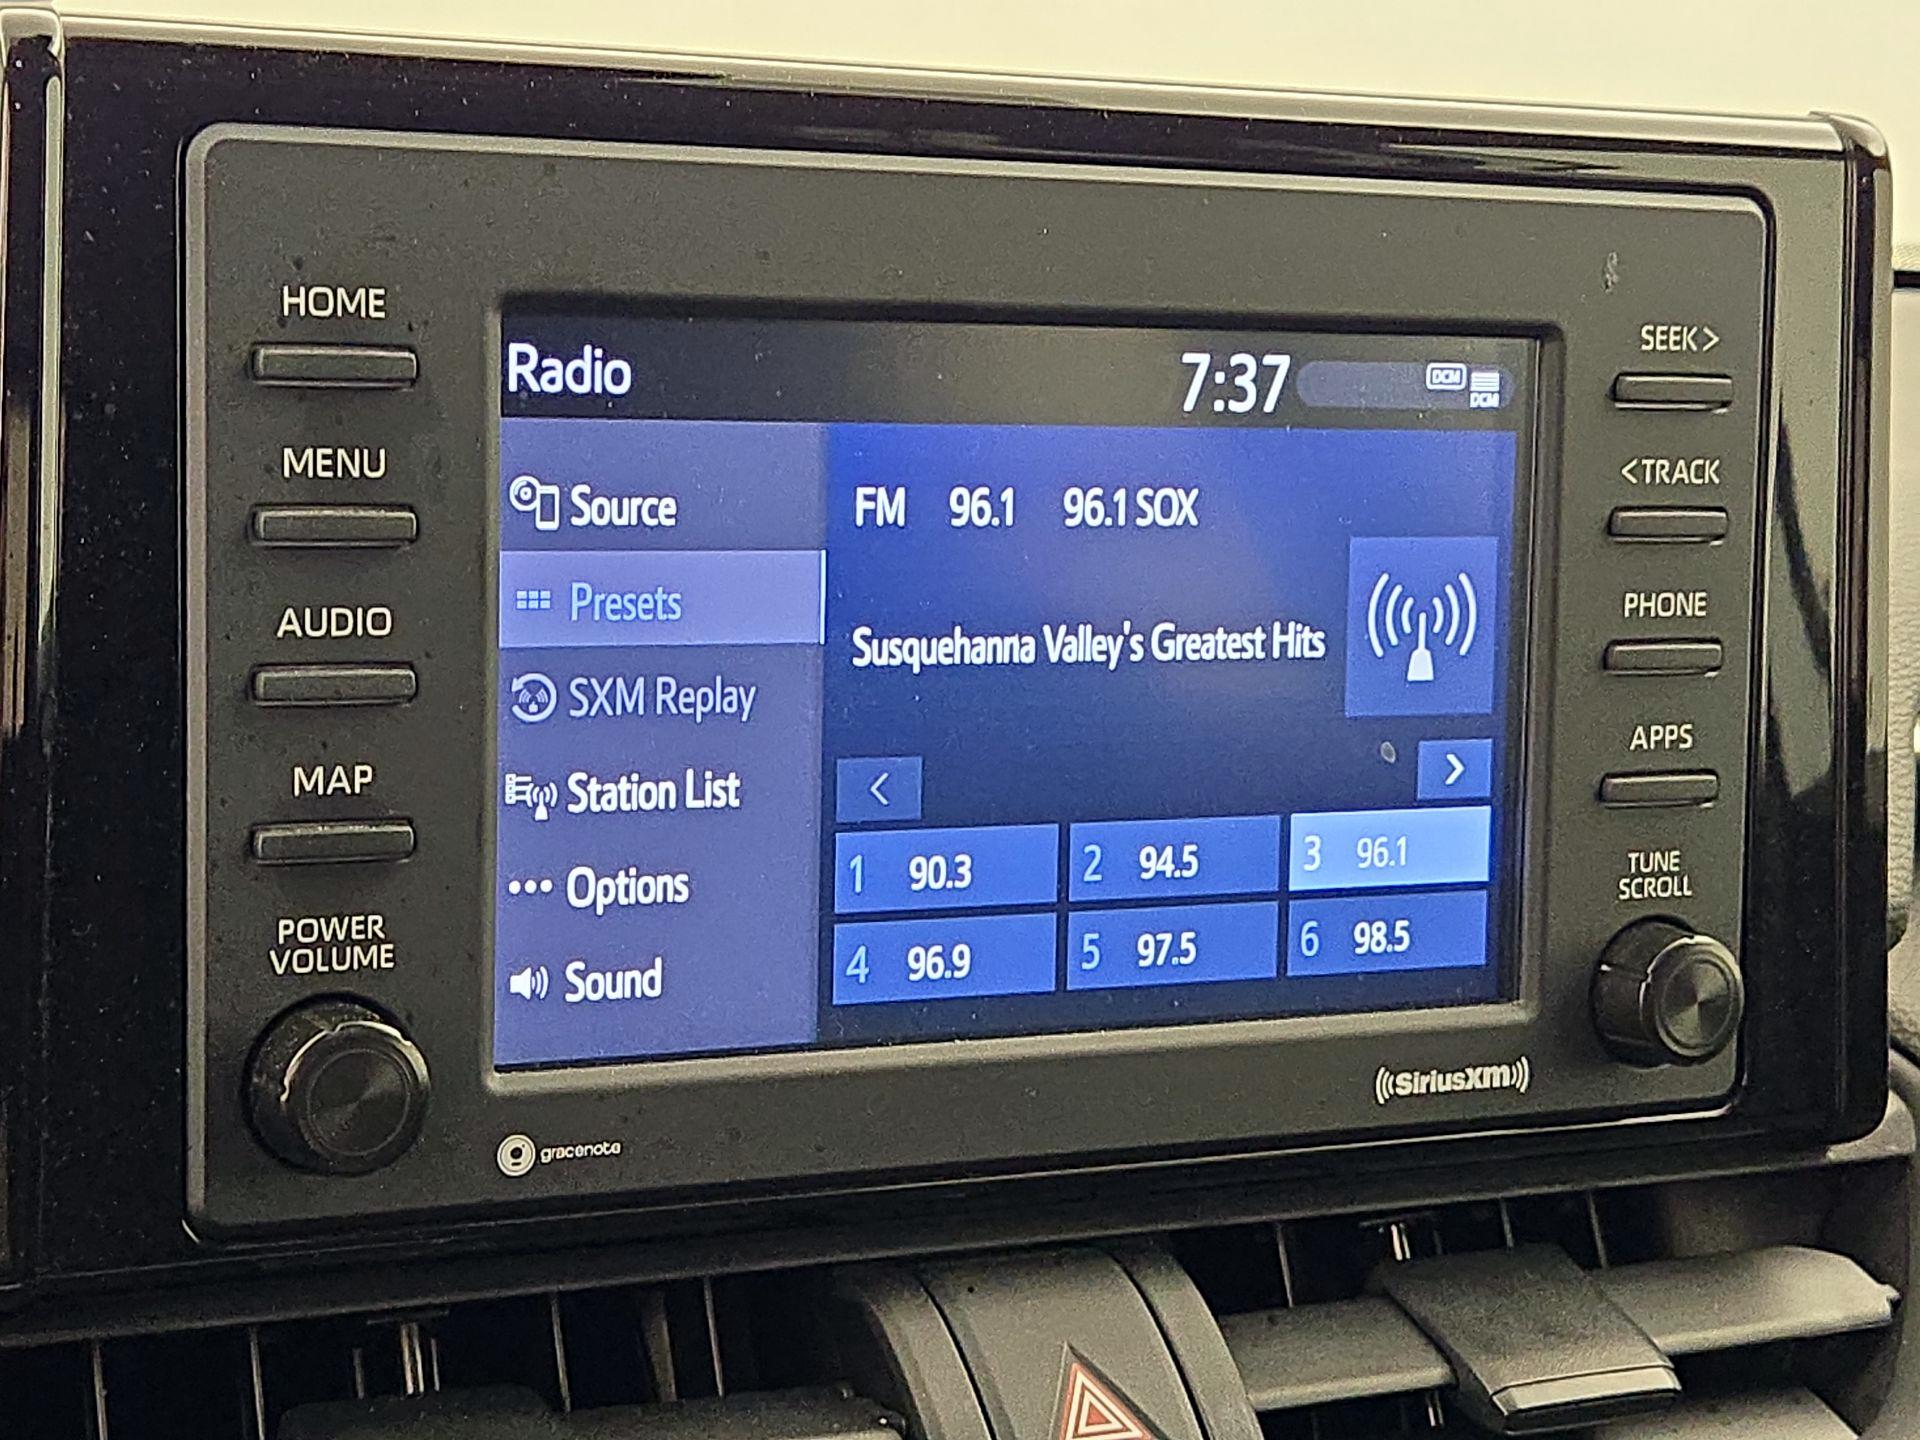 HOME
MENU
AUDIO
MAP
POWER
VOLUME
Radio
7:37
DCM
DCM
Source
Presets
SXM Replay
Station List
Options
Sound
FM 96.1 96.1 SOX
Susquehanna Valley's Greatest Hits
<
>
1 90.3
2 94.5
3 96.1
4 96.9
5 97.5
6 98.5
SEEK >
< TRACK
PHONE
APPS
TUNE
SCROLL
gracenote
SiriusXM